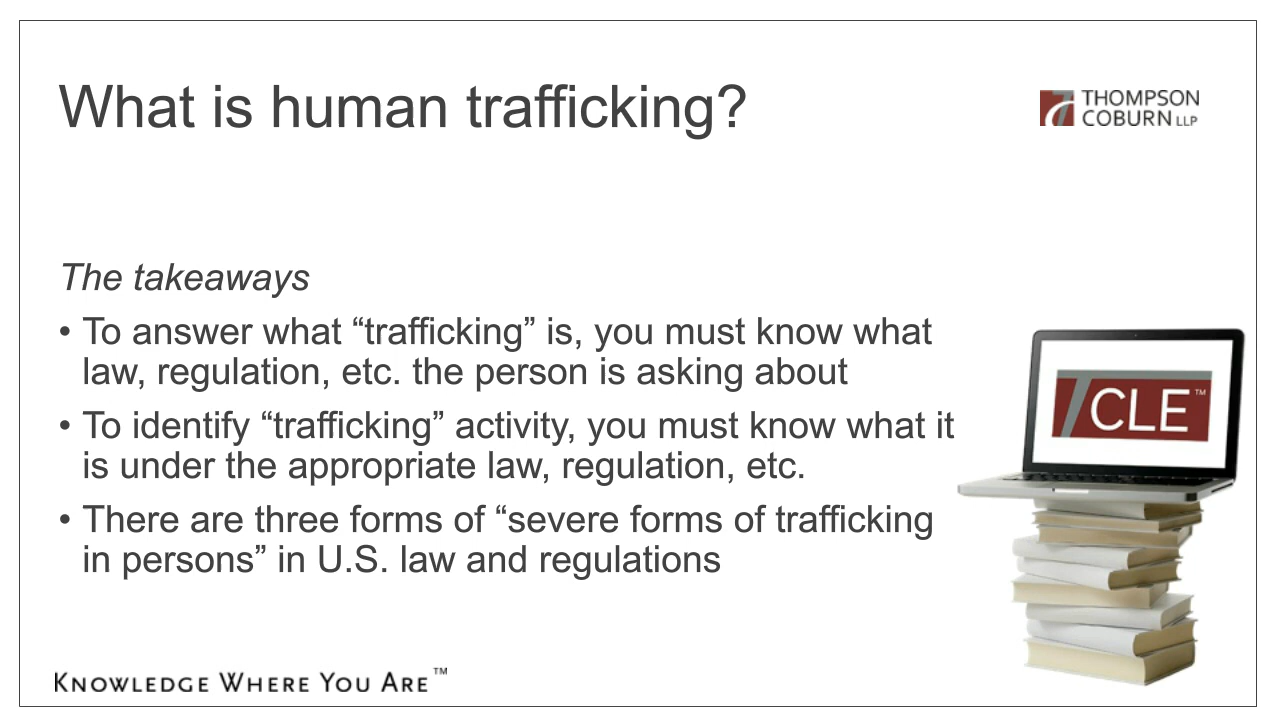 What is human trafficking?
THOMPSON
COBURN LLP
The takeaways
• To answer what “trafficking” is, you must know what
law, regulation, etc. the person is asking about
• To identify “trafficking” activity, you must know what it
is under the appropriate law, regulation, etc.
• There are three forms of “severe forms of trafficking
in persons” in U.S. law and regulations
CLE™
KNOWLEDGE WHERE YOU ARE™